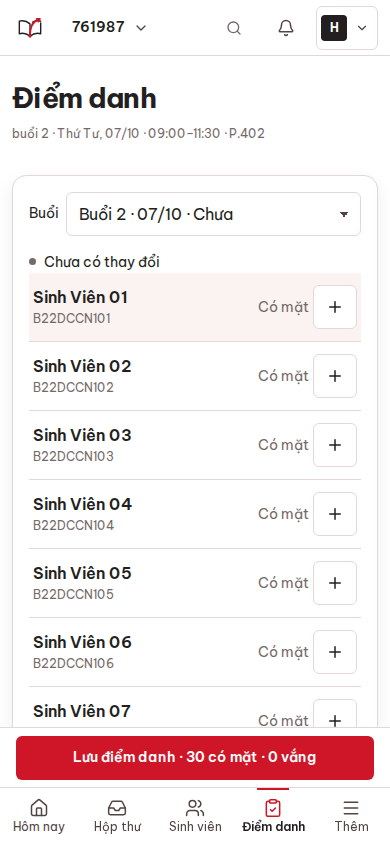 761987
H
Điểm danh
buổi 2 · Thứ Tư, 07/10 · 09:00–11:30 · P.402
Buổi
Buổi 2 · 07/10 · Chưa
Chưa có thay đổi
Sinh Viên 01
Có mặt
B22DCCN101
Sinh Viên 02
Có mặt
B22DCCN102
Sinh Viên 03
Có mặt
B22DCCN103
Sinh Viên 04
Có mặt
B22DCCN104
Sinh Viên 05
Có mặt
B22DCCN105
Sinh Viên 06
Có mặt
B22DCCN106
Sinh Viên 07
Có mặt
Lưu điểm danh · 30 có mặt · 0 vắng
Hôm nay
Hộp thư
Sinh viên
Điểm danh
Thêm